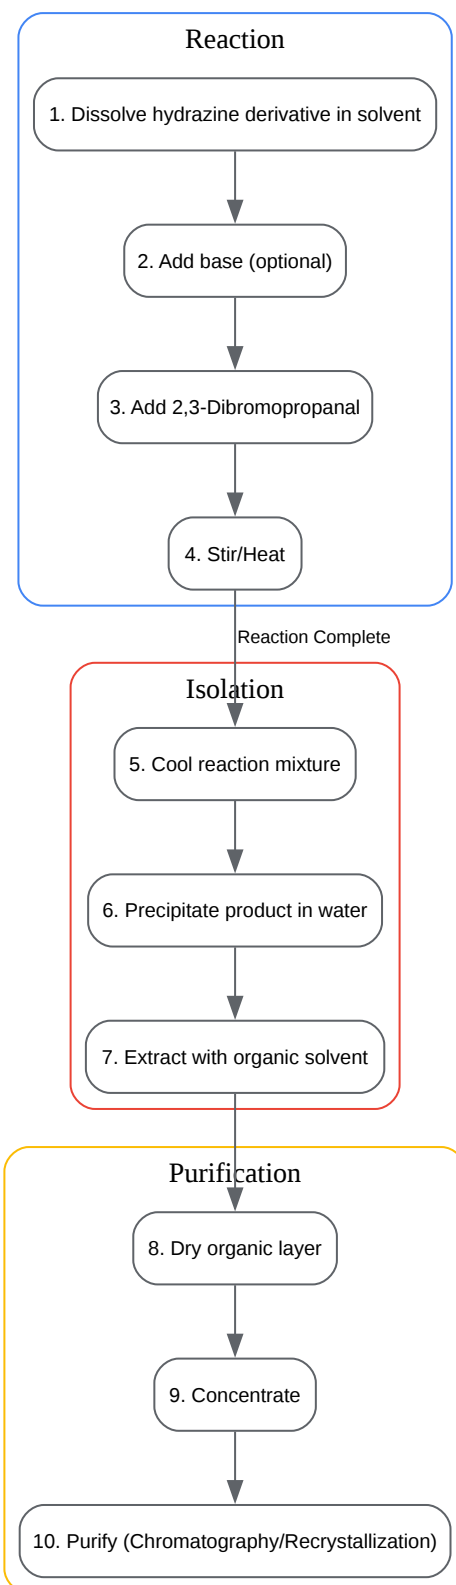 Reaction
1. Dissolve hydrazine derivative in solvent
2. Add base (optional)
3. Add 2,3-Dibromopropanal
4. Stir/Heat
Reaction Complete
Isolation
5. Cool reaction mixture
6. Precipitate product in water
7. Extract with organic solvent
Purification
8. Dry organic layer
9. Concentrate
10. Purify (Chromatography/Recrystallization)